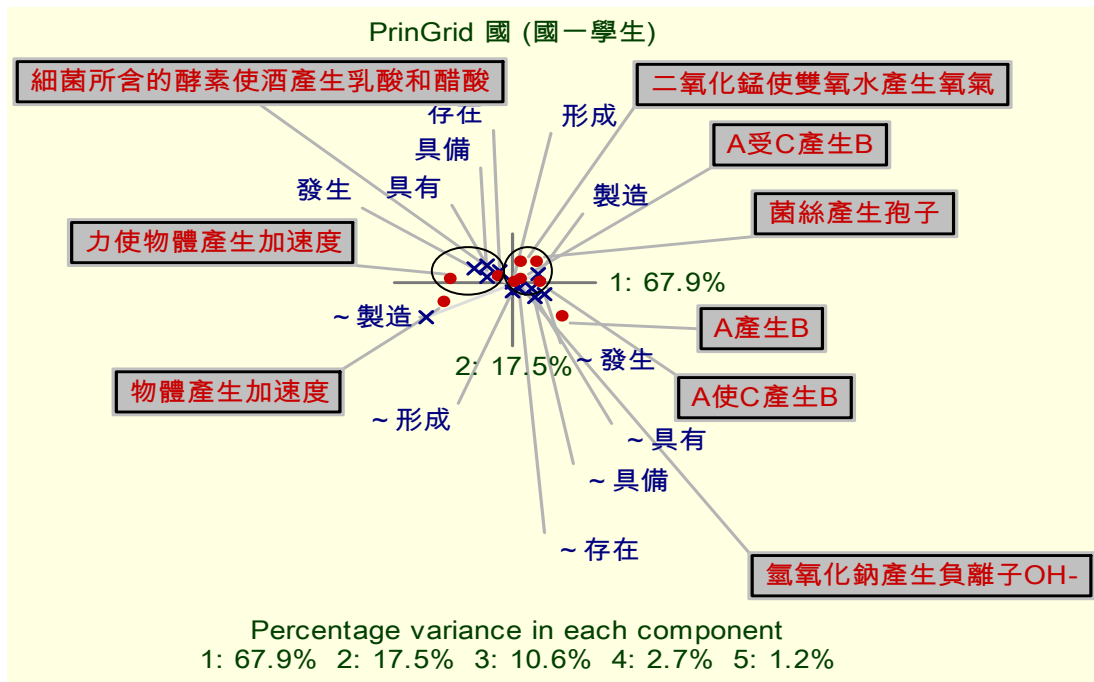 PrinGrid 國 (國一學生)
細菌所含的酵素使酒產生乳酸和醋酸
二氧化錳使雙氧水產生氧氣
存在
形成
具備
A受C產生B
發生
具有
製造
菌絲產生孢子
力使物體產生加速度
1: 67.9%
~ 製造
A產生B
2: 17.5%
~ 發生
物體產生加速度
A使C產生B
~ 形成
~ 具有
~ 具備
~ 存在
氫氧化鈉產生負離子OH-
Percentage variance in each component
1: 67.9% 2: 17.5% 3: 10.6% 4: 2.7% 5: 1.2%